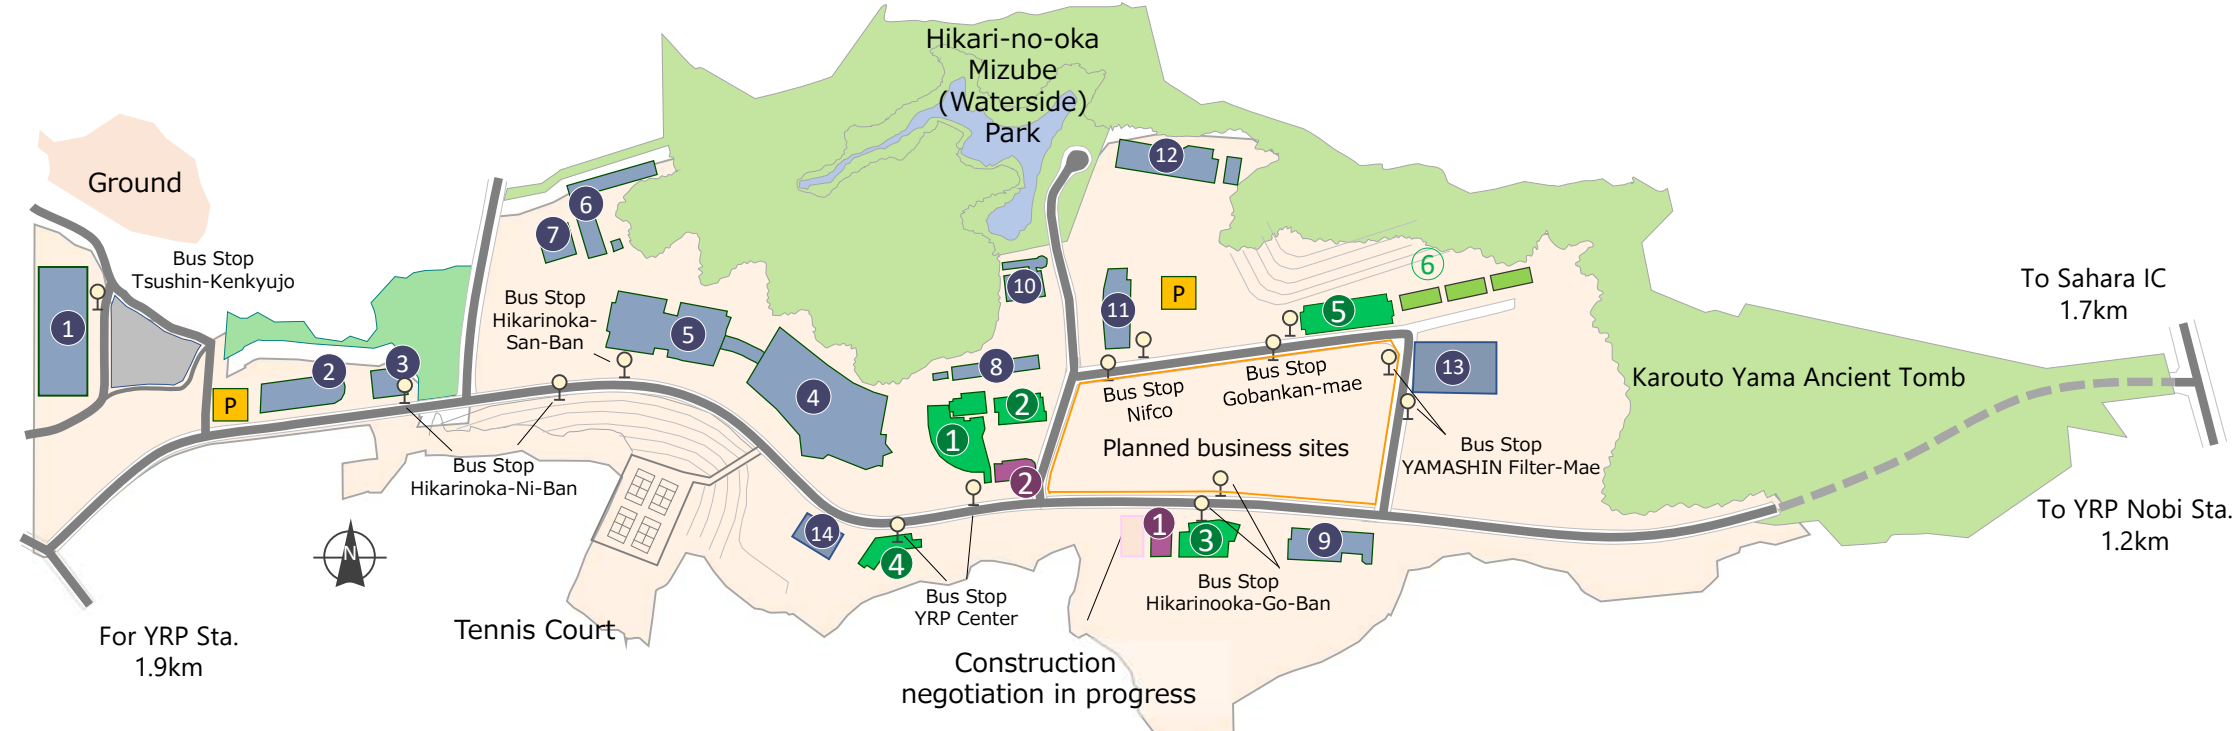 Hikari-no-oka
Mizube
(Waterside)
Park
12
Ground
6
7
Bus Stop
Tsushin-Kenkyujo
6
To Sahara IC
1.7km
10
P
11
5
1
Bus Stop
Hikarinoka-
San-Ban
5
2
3
8
Bus Stop
Nifco
Bus Stop
Gobankan-mae
13
Karouto Yama Ancient Tomb
P
4
2
1
Planned business sites
Bus Stop
YAMASHIN Filter-Mae
Bus Stop
Hikarinoka-Ni-Ban
2
To YRP Nobi Sta.
1.2km
14
1
3
9
N
4
Bus Stop
YRP Center
Bus Stop
Hikarinooka-Go-Ban
For YRP Sta.
1.9km
Tennis Court
Construction
negotiation in progress